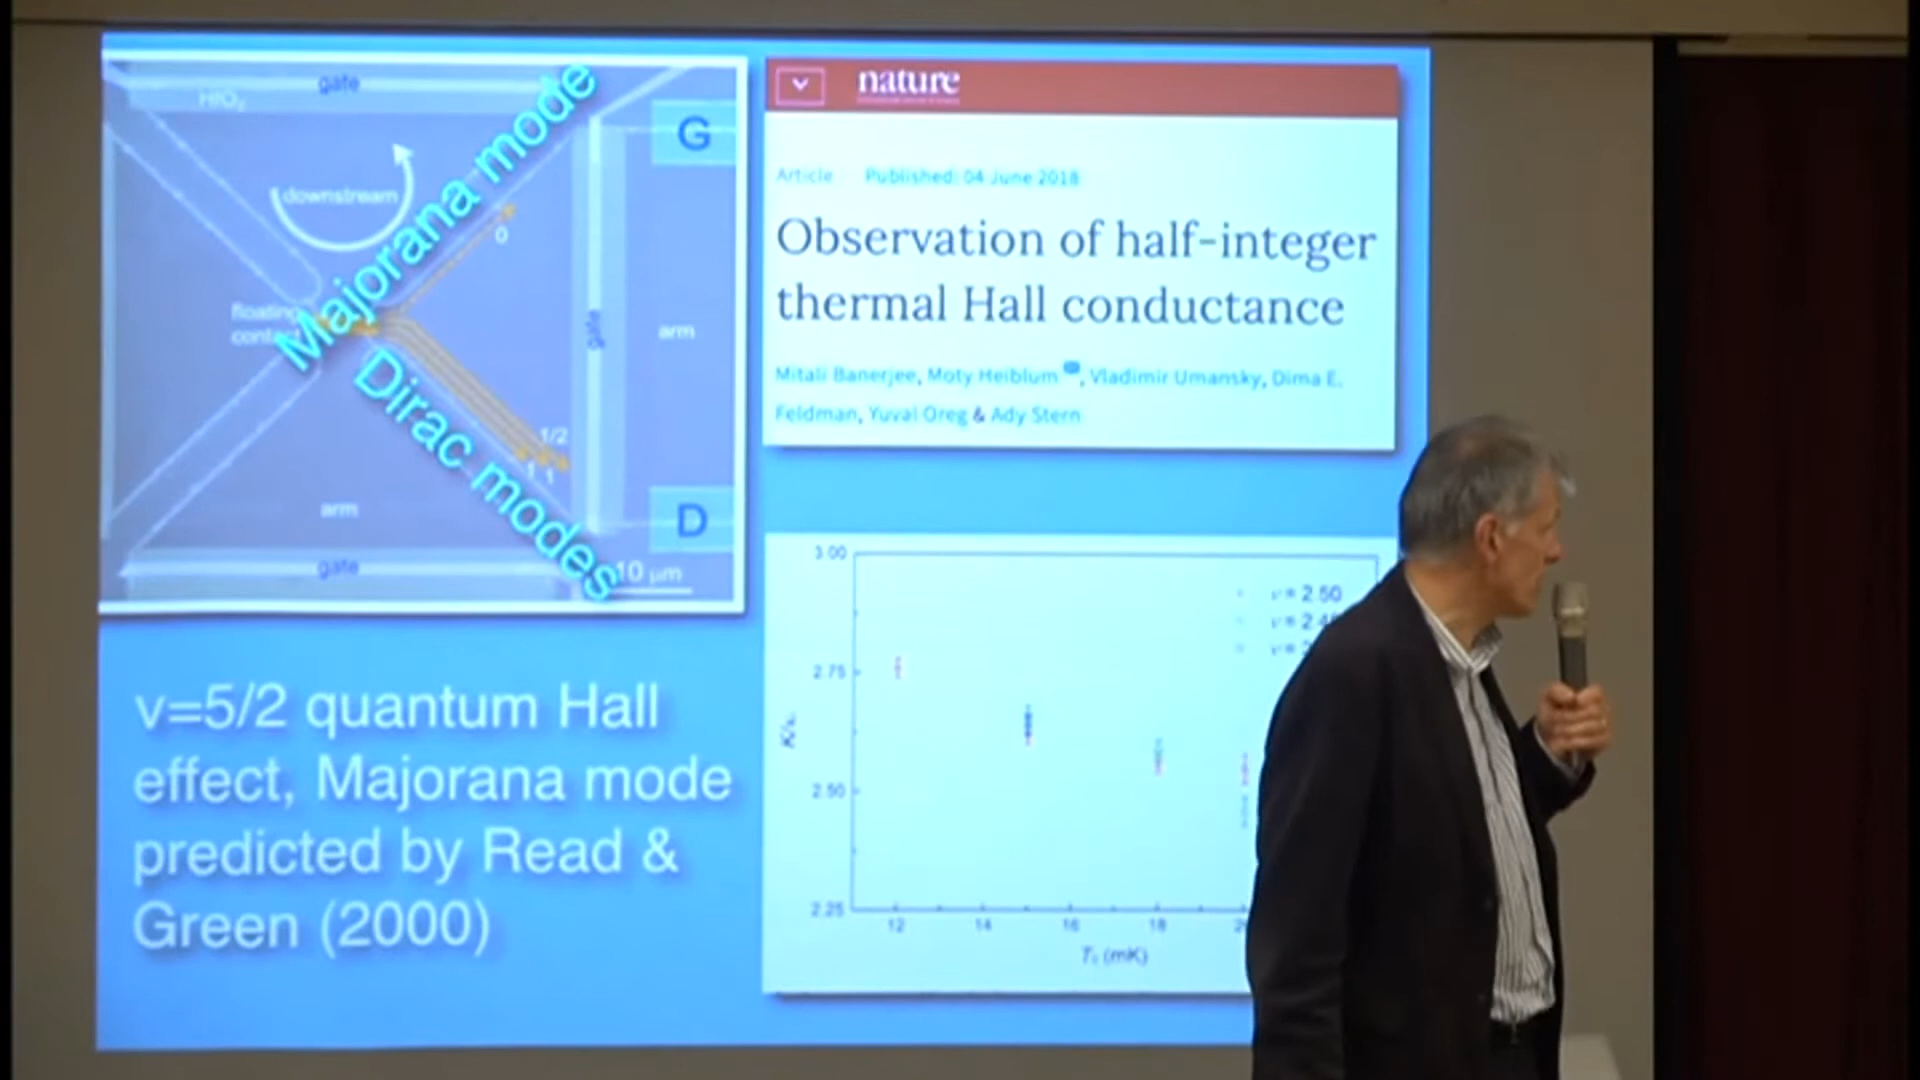 gate
HfO₂
Majorana mode
G
downstream
0
floating
gate
arm
Dirac modes
1/2
1
1
arm
D
gate
10 μm
nature
Article Published: 04 June 2018
Observation of half-integer
thermal Hall conductance
Mitali Banerjee, Moty Heiblum, Vladimir Umansky, Dima E.
Feldman, Yuval Oreg & Ady Stern
ν=5/2 quantum Hall
effect, Majorana mode
predicted by Read &
Green (2000)
3.00
ν = 2.50
2.75
2.50
2.25
12 14 16 18
T₀ (mK)